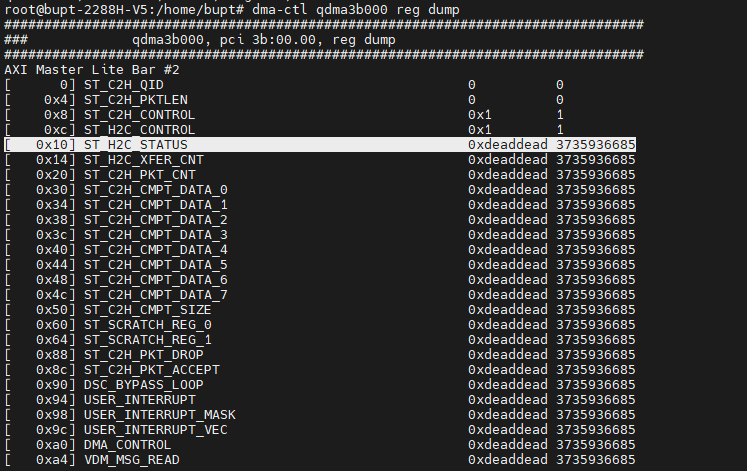 root@bupt-2288H-V5:/home/bupt# dma-ctl qdma3b000 reg dump
################################################################################
### qdma3b000, pci 3b:00.00, reg dump
################################################################################
AXI Master Lite Bar #2
[ 0] ST_C2H_QID 0 0
[ 0x4] ST_C2H_PKTLEN 0 0
[ 0x8] ST_C2H_CONTROL 0x1 1
[ 0xc] ST_H2C_CONTROL 0x1 1
[ 0x10] ST_H2C_STATUS 0xdeaddead 3735936685
[ 0x14] ST_H2C_XFER_CNT 0xdeaddead 3735936685
[ 0x20] ST_C2H_PKT_CNT 0xdeaddead 3735936685
[ 0x30] ST_C2H_CMPT_DATA_0 0xdeaddead 3735936685
[ 0x34] ST_C2H_CMPT_DATA_1 0xdeaddead 3735936685
[ 0x38] ST_C2H_CMPT_DATA_2 0xdeaddead 3735936685
[ 0x3c] ST_C2H_CMPT_DATA_3 0xdeaddead 3735936685
[ 0x40] ST_C2H_CMPT_DATA_4 0xdeaddead 3735936685
[ 0x44] ST_C2H_CMPT_DATA_5 0xdeaddead 3735936685
[ 0x48] ST_C2H_CMPT_DATA_6 0xdeaddead 3735936685
[ 0x4c] ST_C2H_CMPT_DATA_7 0xdeaddead 3735936685
[ 0x50] ST_C2H_CMPT_SIZE 0xdeaddead 3735936685
[ 0x60] ST_SCRATCH_REG_0 0xdeaddead 3735936685
[ 0x64] ST_SCRATCH_REG_1 0xdeaddead 3735936685
[ 0x88] ST_C2H_PKT_DROP 0xdeaddead 3735936685
[ 0x8c] ST_C2H_PKT_ACCEPT 0xdeaddead 3735936685
[ 0x90] DSC_BYPASS_LOOP 0xdeaddead 3735936685
[ 0x94] USER_INTERRUPT 0xdeaddead 3735936685
[ 0x98] USER_INTERRUPT_MASK 0xdeaddead 3735936685
[ 0x9c] USER_INTERRUPT_VEC 0xdeaddead 3735936685
[ 0xa0] DMA_CONTROL 0xdeaddead 3735936685
[ 0xa4] VDM_MSG_READ 0xdeaddead 3735936685